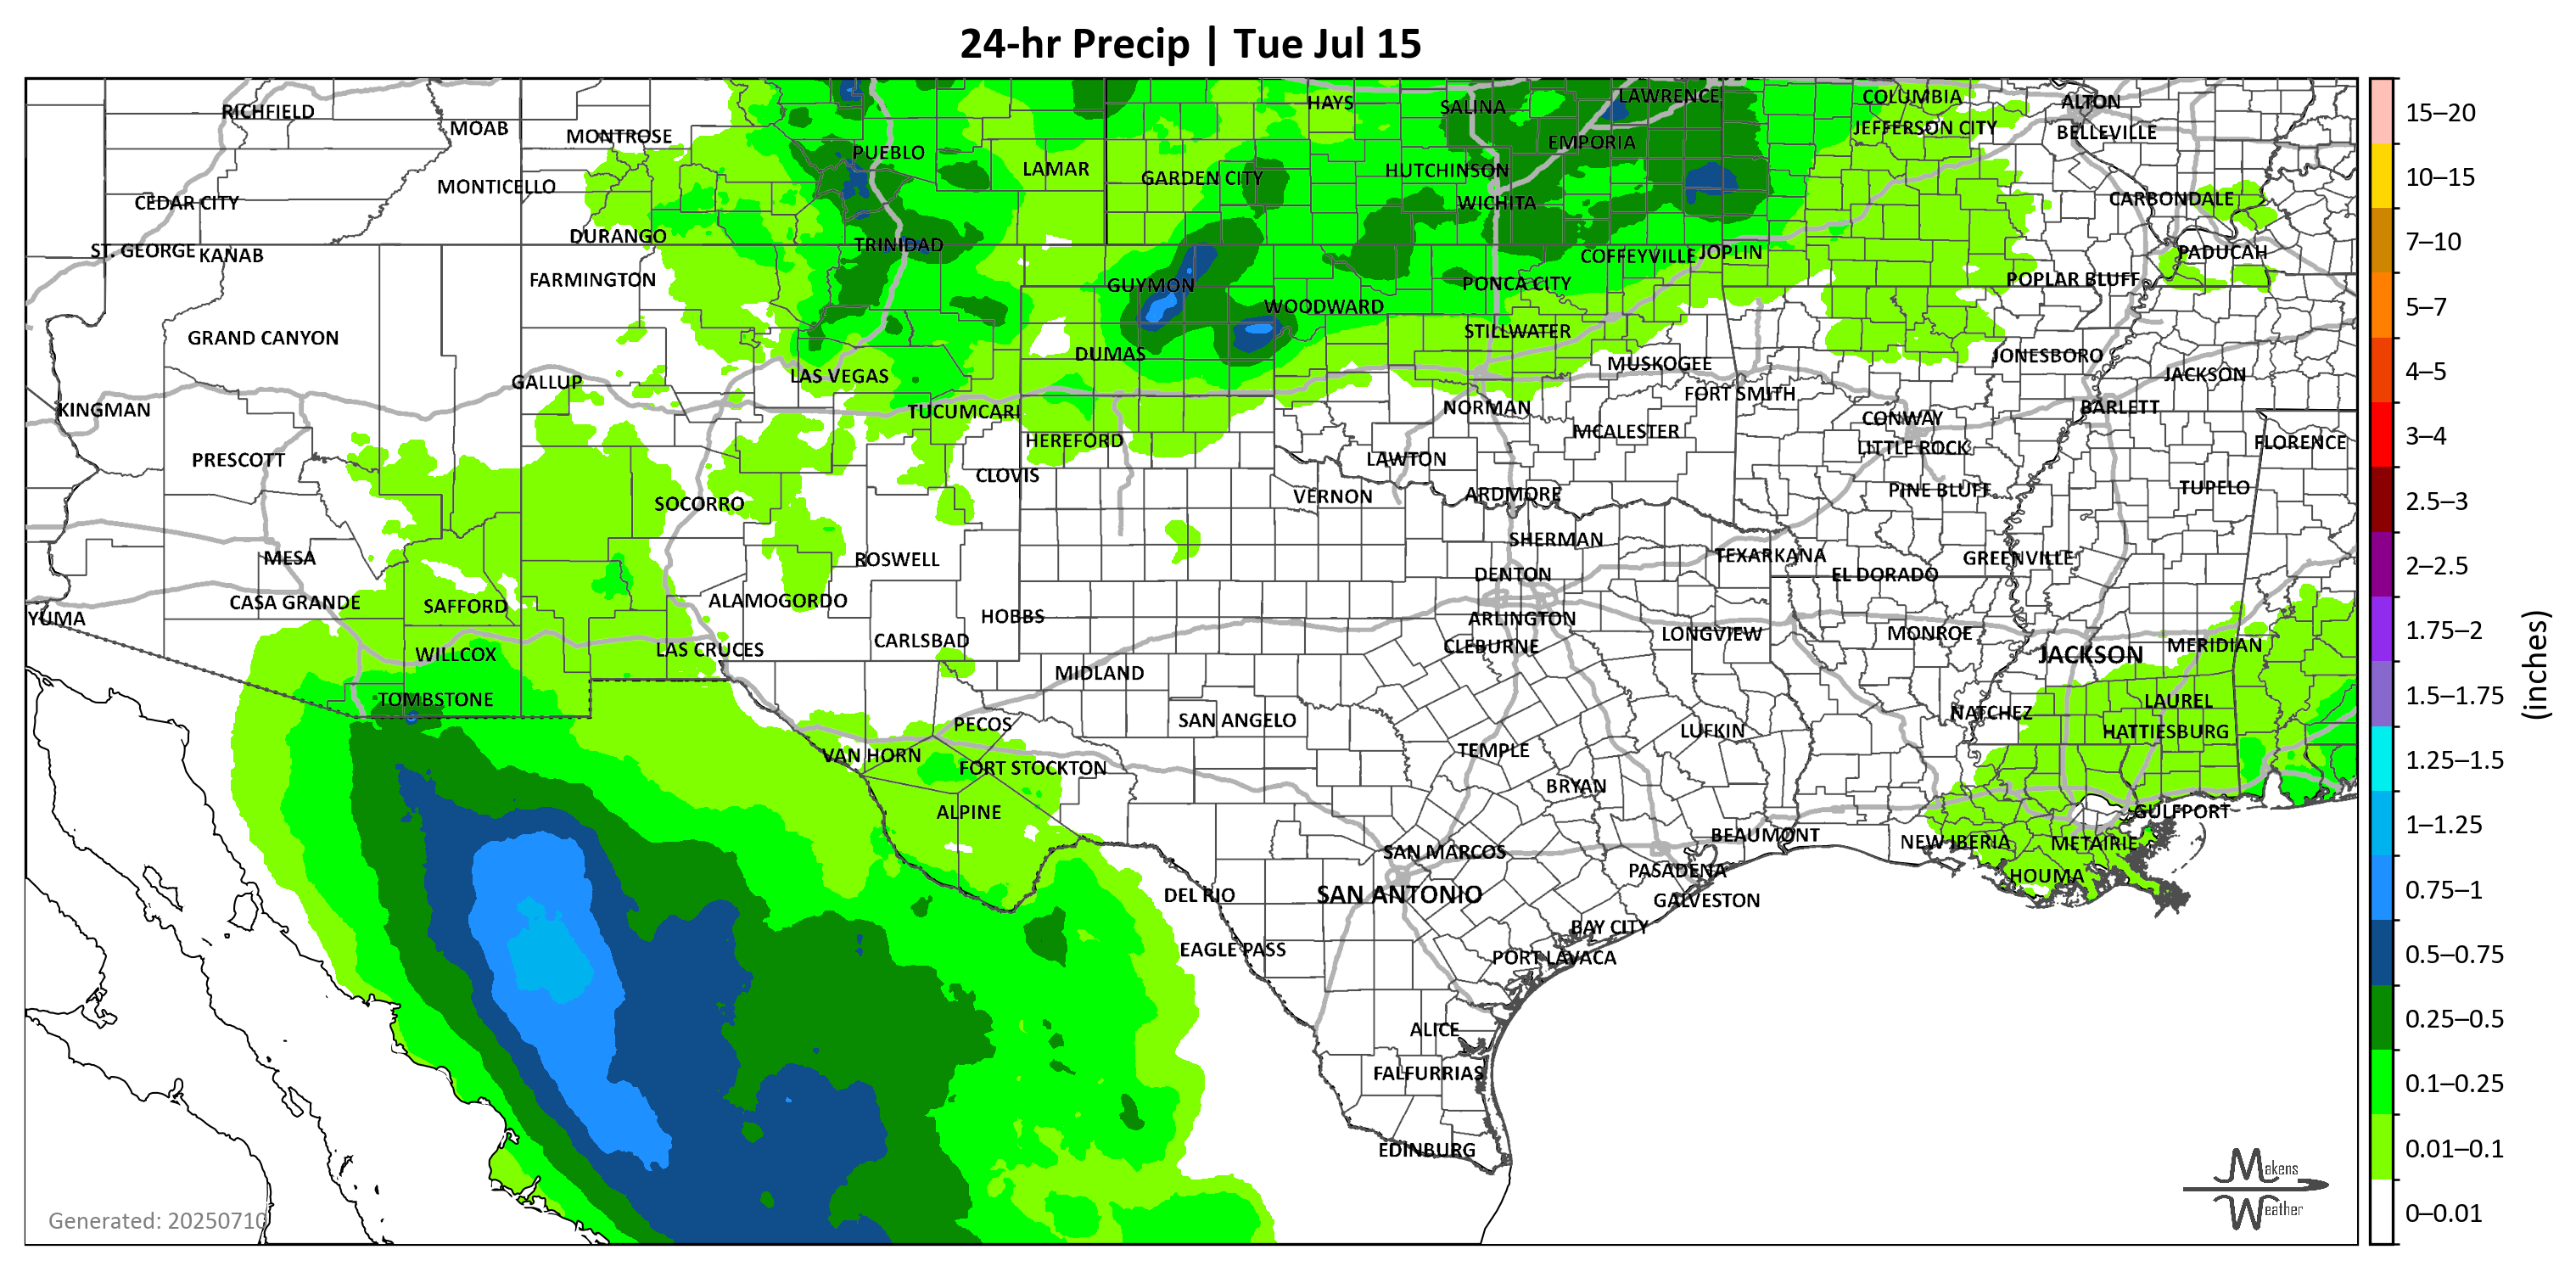 24-hr Precip | Tue Jul 15
RICHFIELD
MOAB
MONTROSE
PUEBLO
LAMAR
HAYS
SALINA
LAWRENCE
COLUMBIA
ALTON
JEFFERSON CITY
BELLEVILLE
EMPORIA
HUTCHINSON
GARDEN CITY
MONTICELLO
CEDAR CITY
WICHITA
CARBONDALE
DURANGO
TRINIDAD
ST. GEORGE
KANAB
COFFEYVILLE
JOPLIN
PADUCAH
FARMINGTON
GUYMON
PONCA CITY
POPLAR BLUFF
WOODWARD
GRAND CANYON
STILLWATER
DUMAS
JONESBORO
MUSKOGEE
JACKSON
GALLUP
LAS VEGAS
FORT SMITH
KINGMAN
TUCUMCARI
NORMAN
CONWAY
BARLETT
HEREFORD
MCALESTER
LITTLE ROCK
FLORENCE
PRESCOTT
LAWTON
CLOVIS
VERNON
ARDMORE
PINE BLUFF
TUPELO
SOCORRO
SHERMAN
MESA
ROSWELL
TEXARKANA
GREENVILLE
DENTON
EL DORADO
CASA GRANDE
SAFFORD
ALAMOGORDO
HOBBS
YUMA
ARLINGTON
CARLSBAD
CLEBURNE
LONGVIEW
MONROE
MERIDIAN
WILLCOX
LAS CRUCES
JACKSON
MIDLAND
TOMBSTONE
LAUREL
PECOS
SAN ANGELO
NATCHEZ
LUFKIN
HATTIESBURG
VAN HORN
FORT STOCKTON
TEMPLE
BRYAN
ALPINE
GULFPORT
BEAUMONT
NEW IBERIA
METAIRIE
SAN MARCOS
PASADENA
HOUMA
DEL RIO
SAN ANTONIO
GALVESTON
BAY CITY
EAGLE PASS
PORT LAVACA
ALICE
FALFURRIAS
EDINBURG
Generated: 20250710
Makens
Weather
15–20
10–15
7–10
5–7
4–5
3–4
2.5–3
2–2.5
1.75–2
1.5–1.75
1.25–1.5
1–1.25
0.75–1
0.5–0.75
0.25–0.5
0.1–0.25
0.01–0.1
0–0.01
(inches)